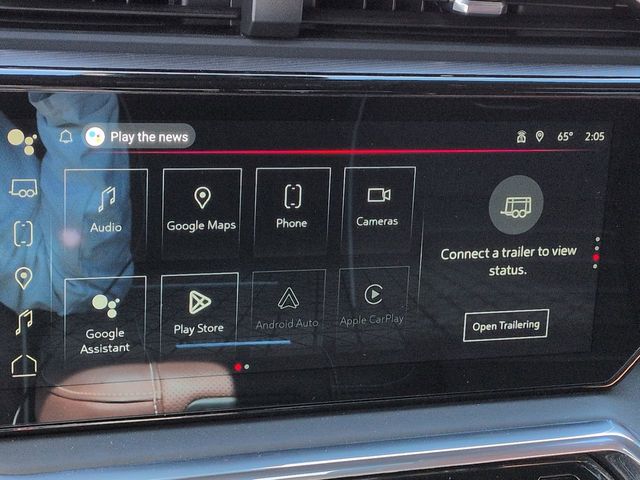 Play the news
65° 2:05
Audio
Google Maps
Phone
Cameras
Connect a trailer to view
status.
Google
Assistant
Play Store
Android Auto
Apple CarPlay
Open Trailering